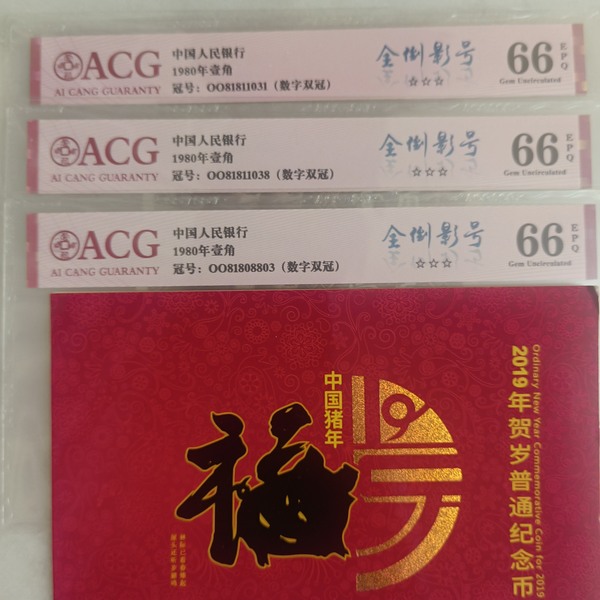 ACG
AI CANG GUARANTY
中国人民银行
1980年壹角
冠号：OO81811031（数字双冠）
全倒影号
☆☆☆
66
EPQ
Gem Uncirculated
ACG
AI CANG GUARANTY
中国人民银行
1980年壹角
冠号：OO81811038（数字双冠）
全倒影号
☆☆☆
66
EPQ
Gem Uncirculated
ACG
AI CANG GUARANTY
中国人民银行
1980年壹角
冠号：OO81808803（数字双冠）
全倒影号
☆☆☆
66
EPQ
Gem Uncirculated
Ordinary New Year Commemorative Coin for 2019
2019年贺岁普通纪念币
中国猪年
福